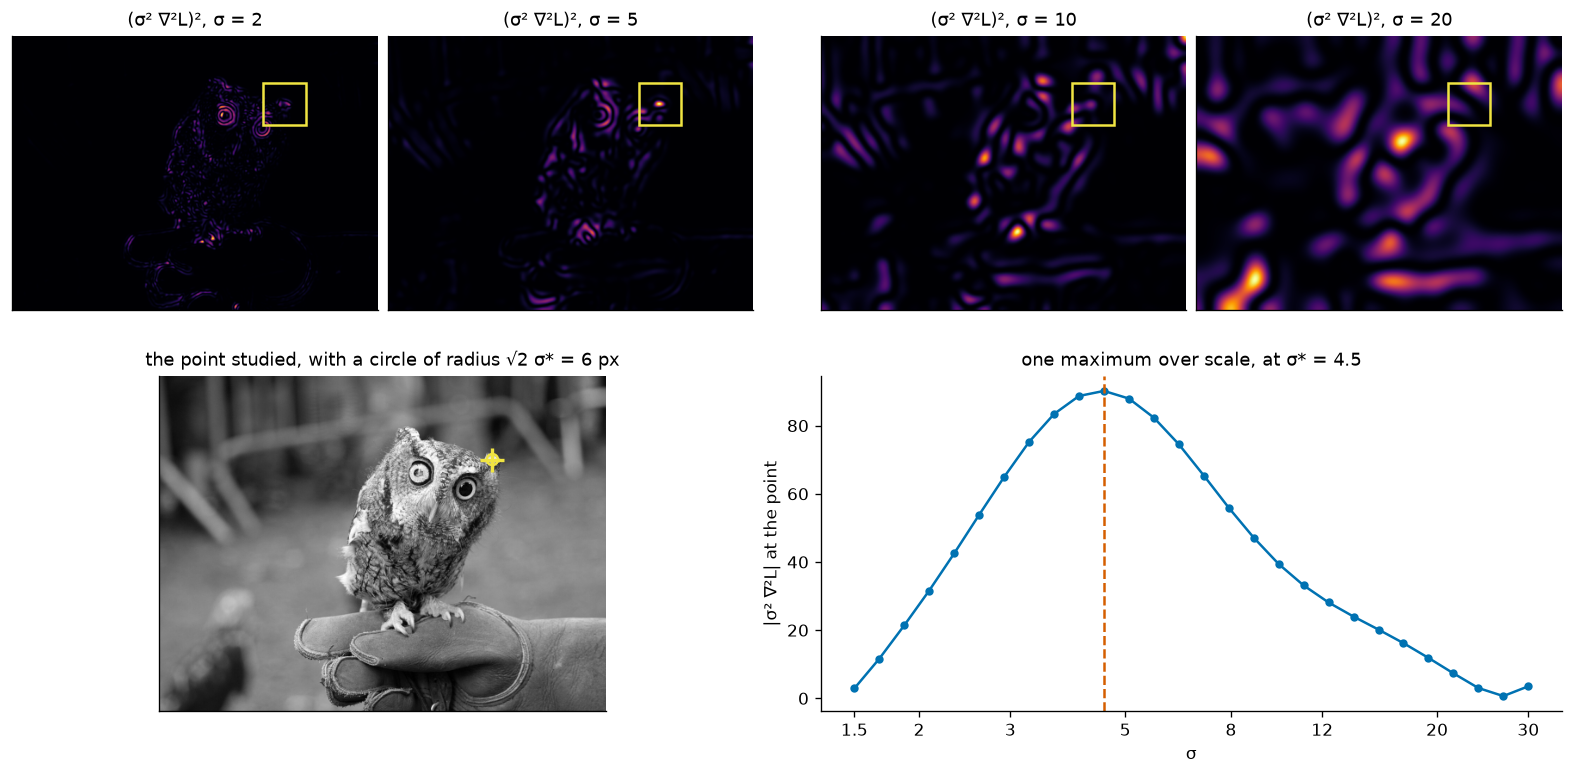 (σ² ∇²L)², σ = 2
(σ² ∇²L)², σ = 5
(σ² ∇²L)², σ = 10
(σ² ∇²L)², σ = 20
the point studied, with a circle of radius √2 σ* = 6 px
one maximum over scale, at σ* = 4.5
|σ² ∇²L| at the point
80
60
40
20
0
1.5 2 3 5 8 12 20 30
σ